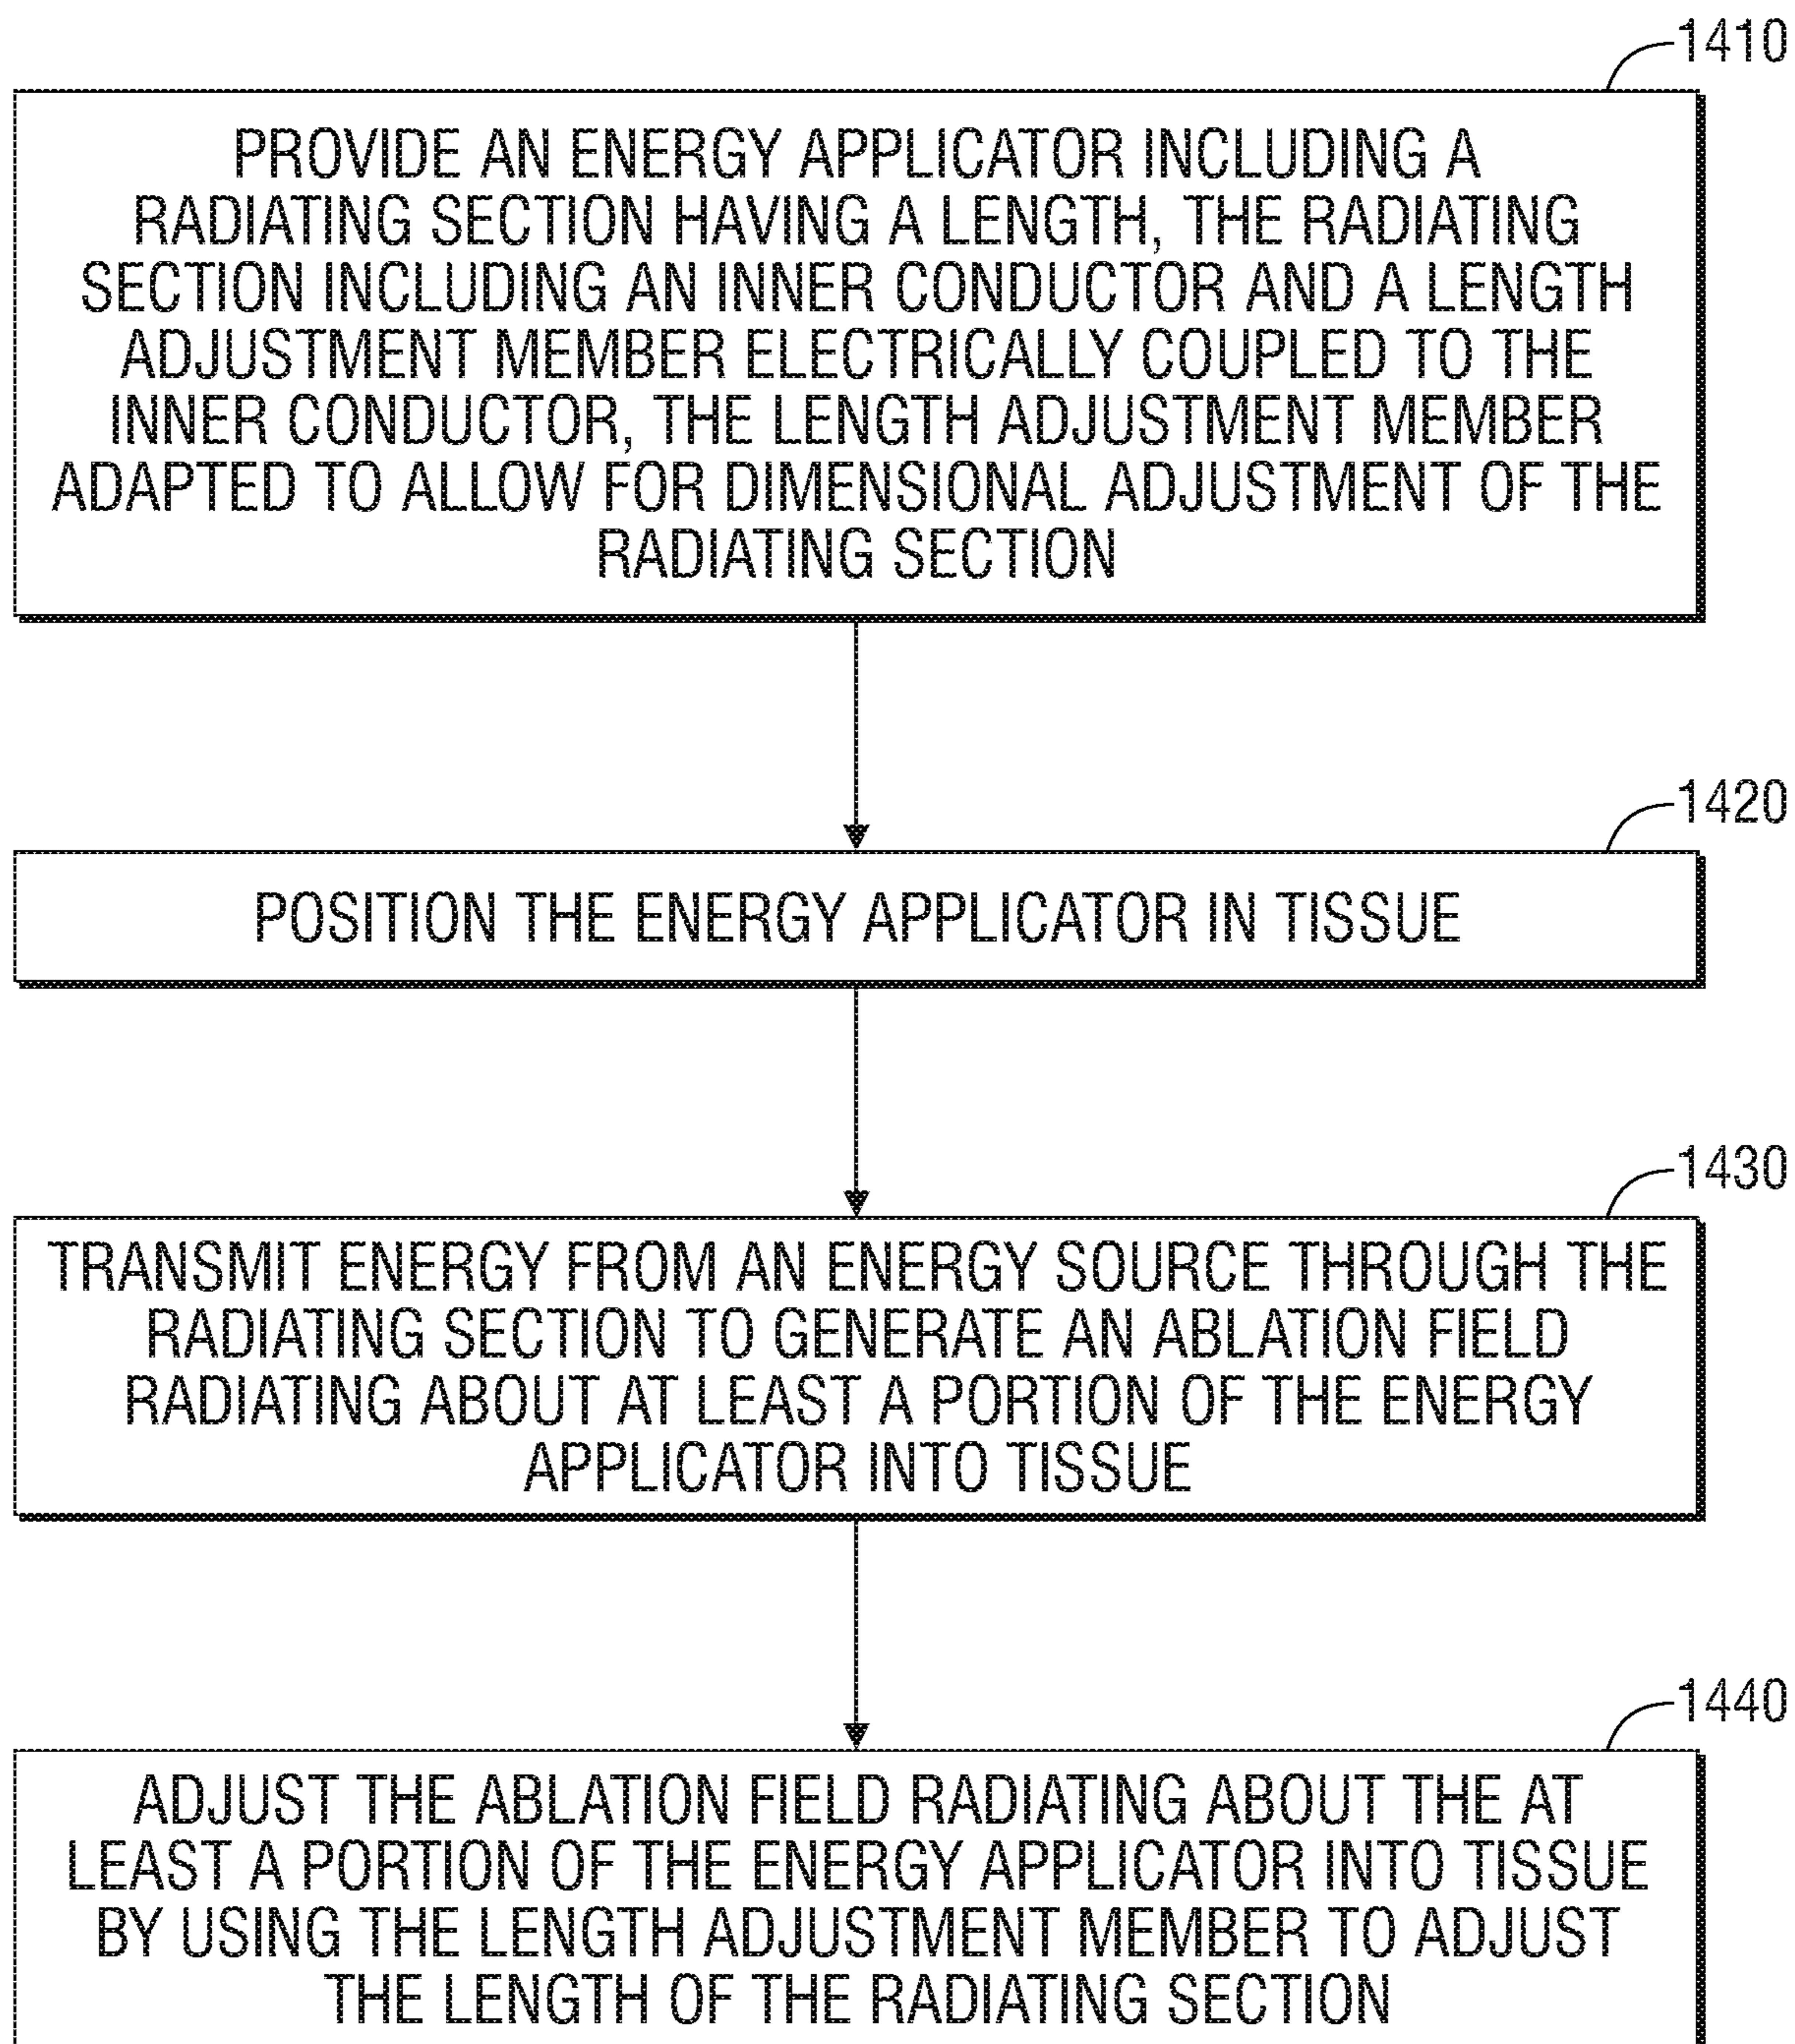 1410
PROVIDE AN ENERGY APPLICATOR INCLUDING A
RADIATING SECTION HAVING A LENGTH, THE RADIATING
SECTION INCLUDING AN INNER CONDUCTOR AND A LENGTH
ADJUSTMENT MEMBER ELECTRICALLY COUPLED TO THE
INNER CONDUCTOR, THE LENGTH ADJUSTMENT MEMBER
ADAPTED TO ALLOW FOR DIMENSIONAL ADJUSTMENT OF THE
RADIATING SECTION
1420
POSITION THE ENERGY APPLICATOR IN TISSUE
1430
TRANSMIT ENERGY FROM AN ENERGY SOURCE THROUGH THE
RADIATING SECTION TO GENERATE AN ABLATION FIELD
RADIATING ABOUT AT LEAST A PORTION OF THE ENERGY
APPLICATOR INTO TISSUE
1440
ADJUST THE ABLATION FIELD RADIATING ABOUT THE AT
LEAST A PORTION OF THE ENERGY APPLICATOR INTO TISSUE
BY USING THE LENGTH ADJUSTMENT MEMBER TO ADJUST
THE LENGTH OF THE RADIATING SECTION